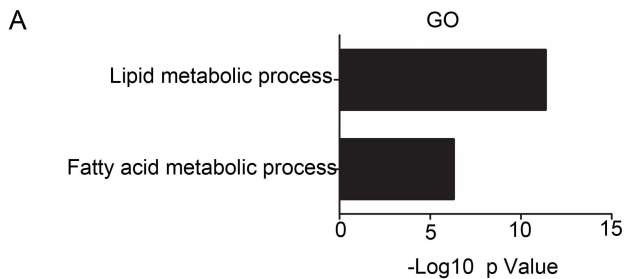 A
GO
Lipid metabolic process
Fatty acid metabolic process
0 5 10 15
-Log10 p Value